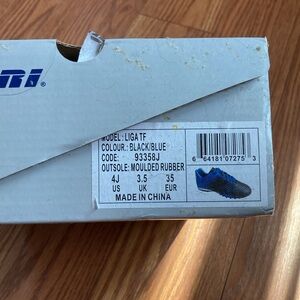 RI®
MODEL: LIGA TF
COLOUR: BLACK/BLUE
CODE: 93358J
OUTSOLE: MOULDED RUBBER
4J 3.5 35
US UK EUR
MADE IN CHINA
6 64181 07275 3